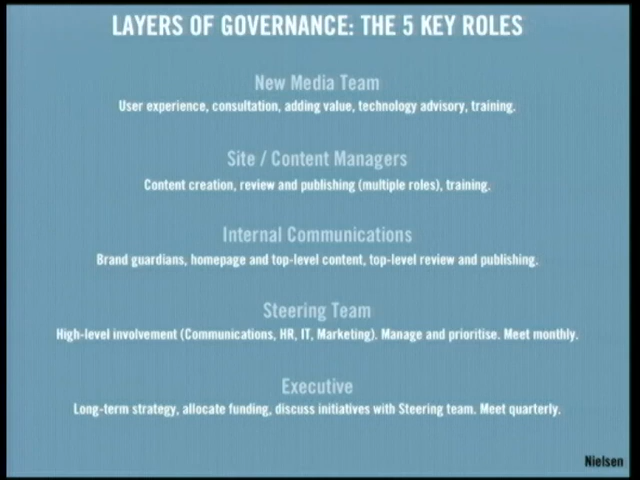 LAYERS OF GOVERNANCE: THE 5 KEY ROLES
New Media Team
User experience, consultation, adding value, technology advisory, training.
Site / Content Managers
Content creation, review and publishing (multiple roles), training.
Internal Communications
Brand guardians, homepage and top-level content, top-level review and publishing.
Steering Team
High-level involvement (Communications, HR, IT, Marketing). Manage and prioritise. Meet monthly.
Executive
Long-term strategy, allocate funding, discuss initiatives with Steering team. Meet quarterly.
Nielsen